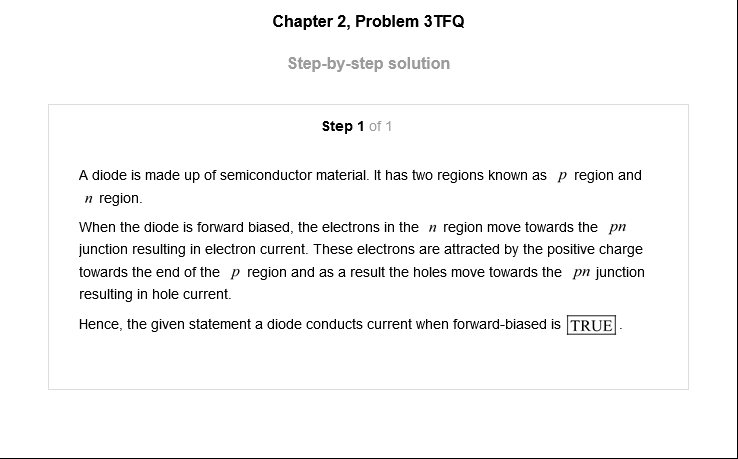 Chapter 2, Problem 3TFQ
Step-by-step solution
Step 1 of 1
A diode is made up of semiconductor material. It has two regions known as p region and
n region.
When the diode is forward biased, the electrons in the n region move towards the pn
junction resulting in electron current. These electrons are attracted by the positive charge
towards the end of the p region and as a result the holes move towards the pn junction
resulting in hole current.
Hence, the given statement a diode conducts current when forward-biased is TRUE.